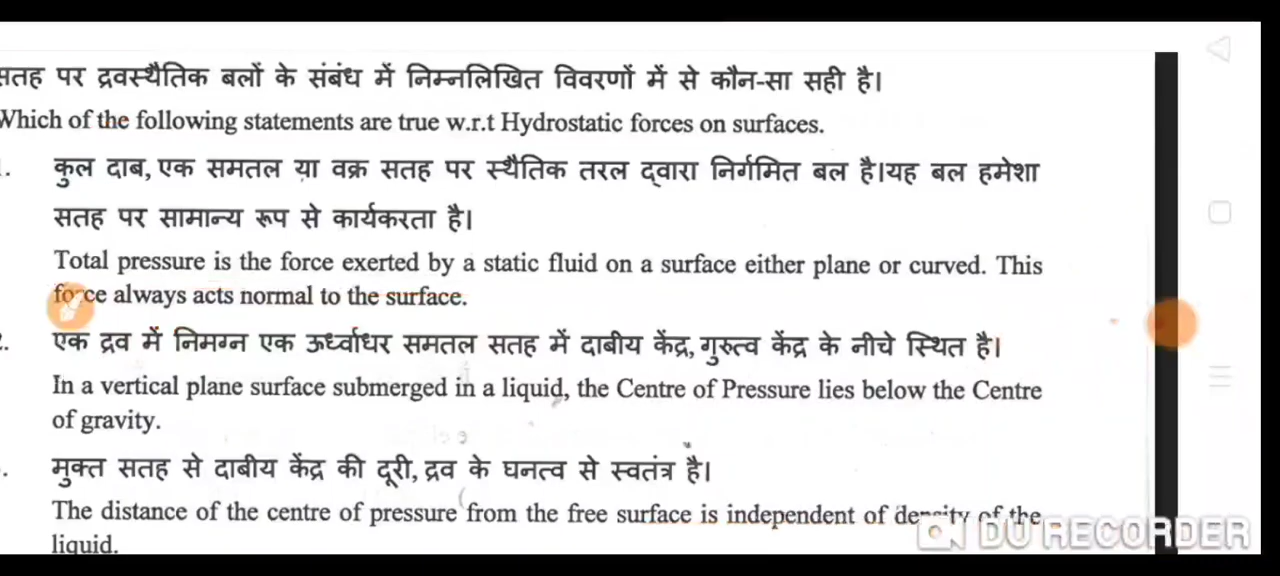 सतह पर द्रवस्थैतिक बलों के संबंध में निम्नलिखित विवरणों में से कौन-सा सही है।
Which of the following statements are true w.r.t Hydrostatic forces on surfaces.
कुल दाब, एक समतल या वक्र सतह पर स्थैतिक तरल द्वारा निर्गमित बल है।यह बल हमेशा
सतह पर सामान्य रूप से कार्यकरता है।
Total pressure is the force exerted by a static fluid on a surface either plane or curved. This
force always acts normal to the surface.
एक द्रव में निमग्न एक ऊर्ध्वाधर समतल सतह में दाबीय केंद्र, गुरुत्व केंद्र के नीचे स्थित है।
In a vertical plane surface submerged in a liquid, the Centre of Pressure lies below the Centre
of gravity.
मुक्त सतह से दाबीय केंद्र की दूरी, द्रव के घनत्व से स्वतंत्र है।
The distance of the centre of pressure from the free surface is independent of density of the
liquid.
DU RECORDER